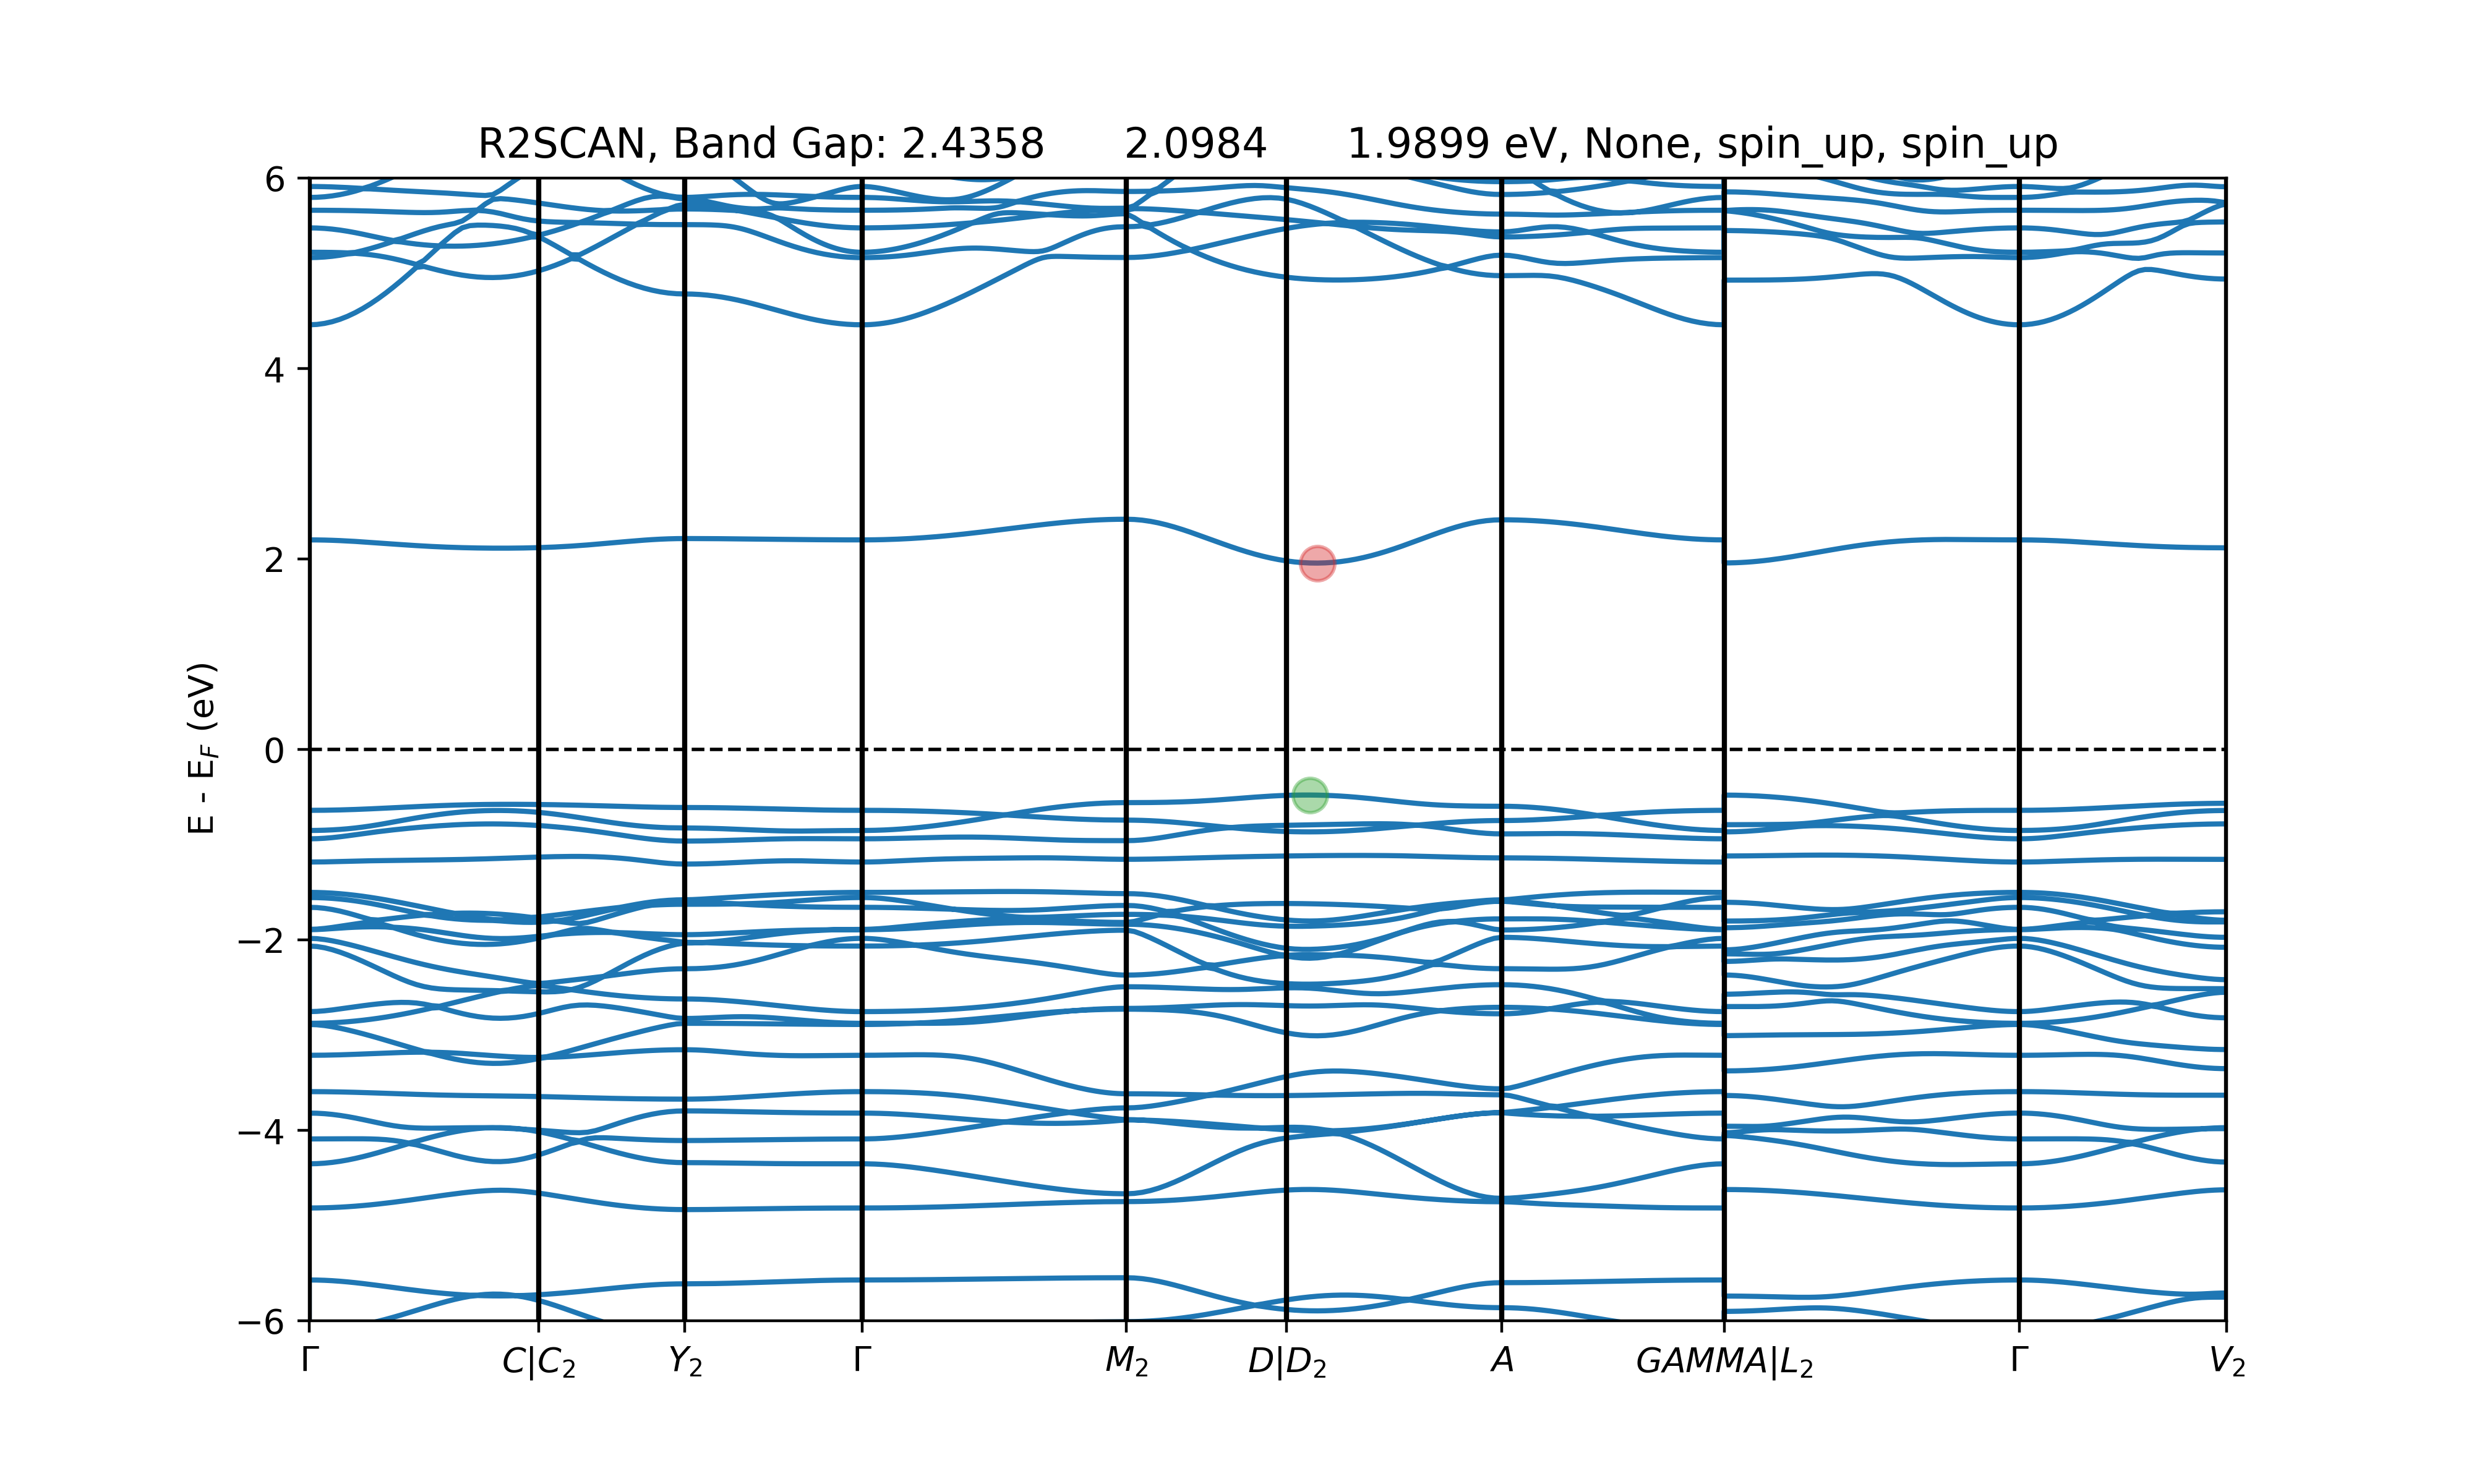 R2SCAN, Band Gap: 2.4358 2.0984 1.9899 eV, None, spin_up, spin_up
E - E_F (eV)
6
4
2
0
−2
−4
−6
Γ C|C₂ Y₂ Γ M₂ D|D₂ A GAMMA|L₂ Γ V₂